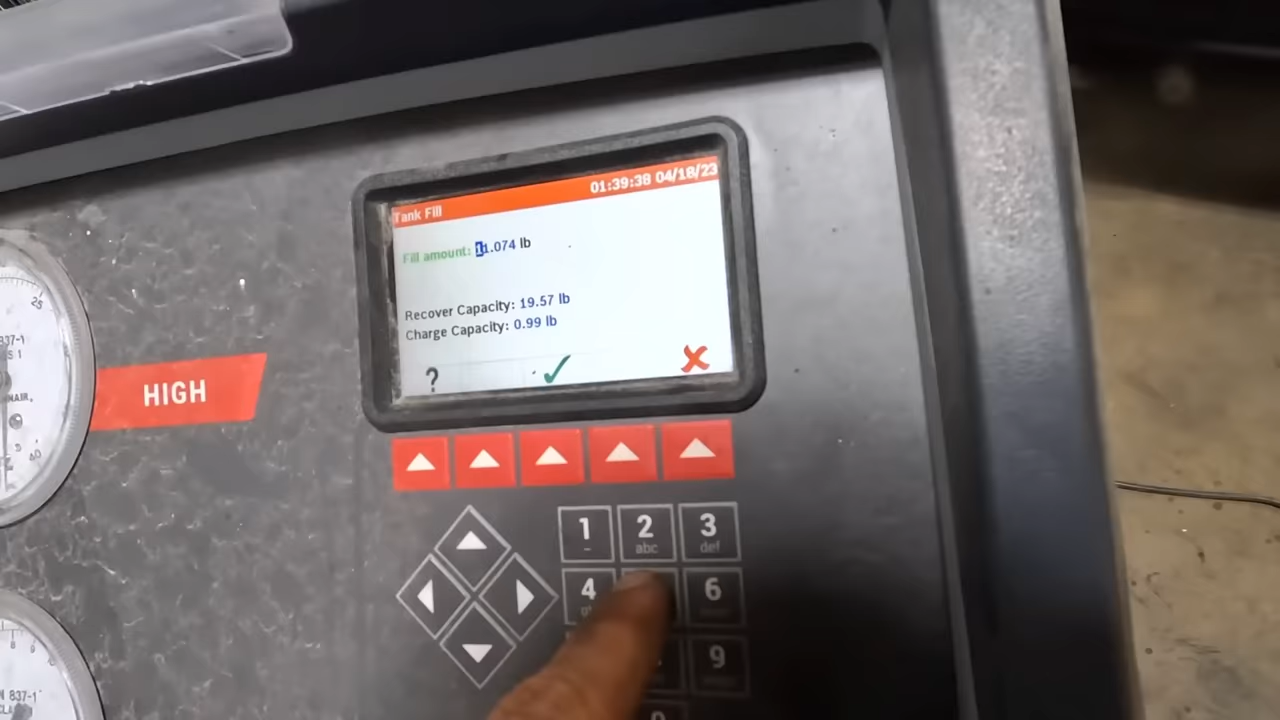 01:39:38 04/18/23
Tank Fill
Fill amount: 11.074 lb
Recover Capacity: 19.57 lb
Charge Capacity: 0.99 lb
?
HIGH
25
1
2
abc
3
def
4
6
9